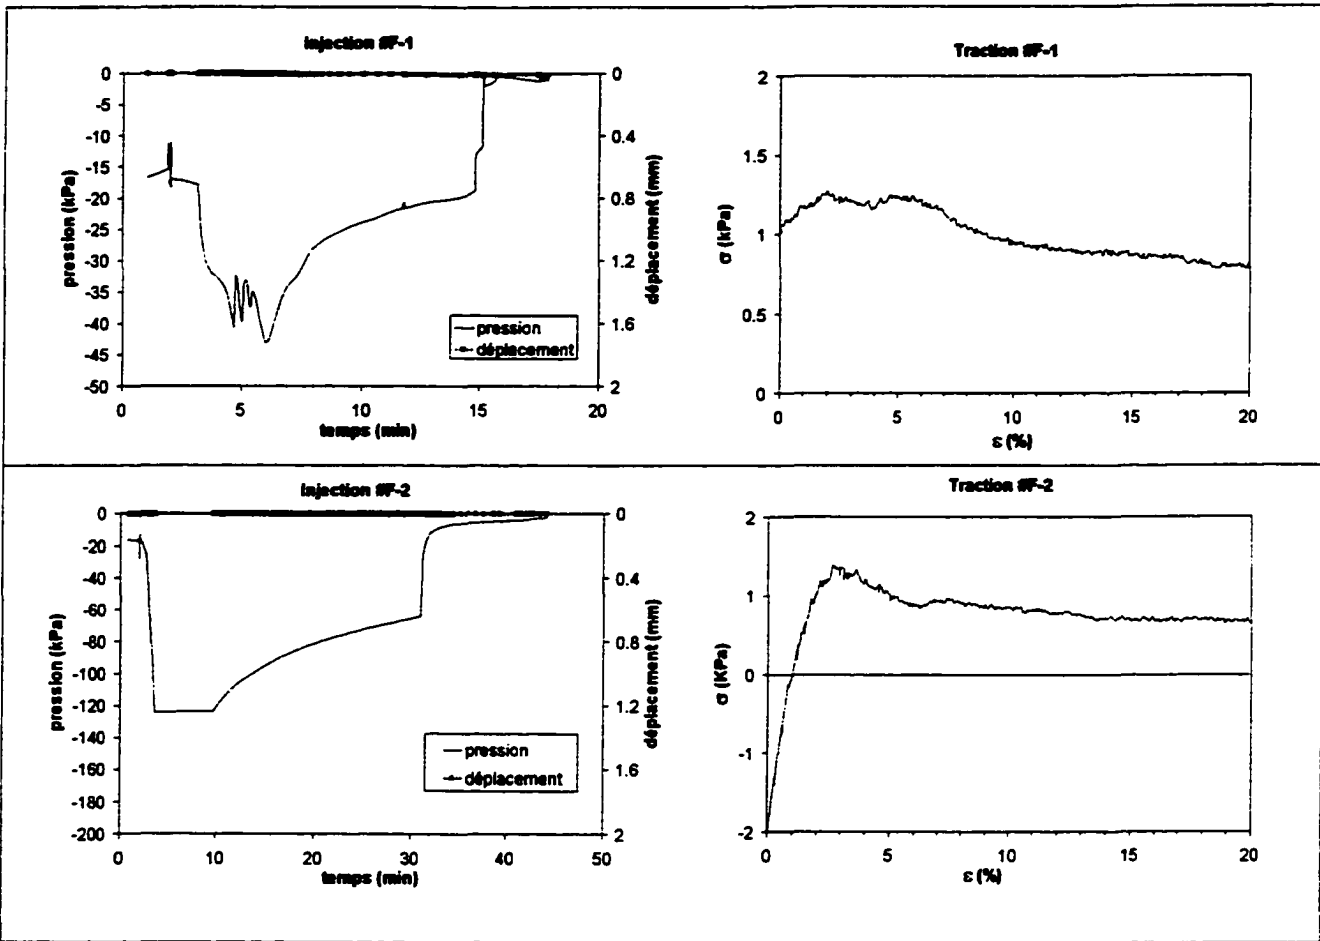 Injection #F-1
0
-5
-10
-15
-20
-25
-30
-35
-40
-45
-50
pression (kPa)
0
0.4
0.8
1.2
1.6
2
déplacement (mm)
pression
déplacement
0 5 10 15 20
temps (min)
Traction #F-1
2
1.5
1
0.5
0
σ (kPa)
0 5 10 15 20
ε (%)
Injection #F-2
0
-20
-40
-60
-80
-100
-120
-140
-160
-180
-200
pression (kPa)
0
0.4
0.8
1.2
1.6
2
déplacement (mm)
pression
déplacement
0 10 20 30 40 50
temps (min)
Traction #F-2
2
1
0
-1
-2
σ (KPa)
0 5 10 15 20
ε (%)